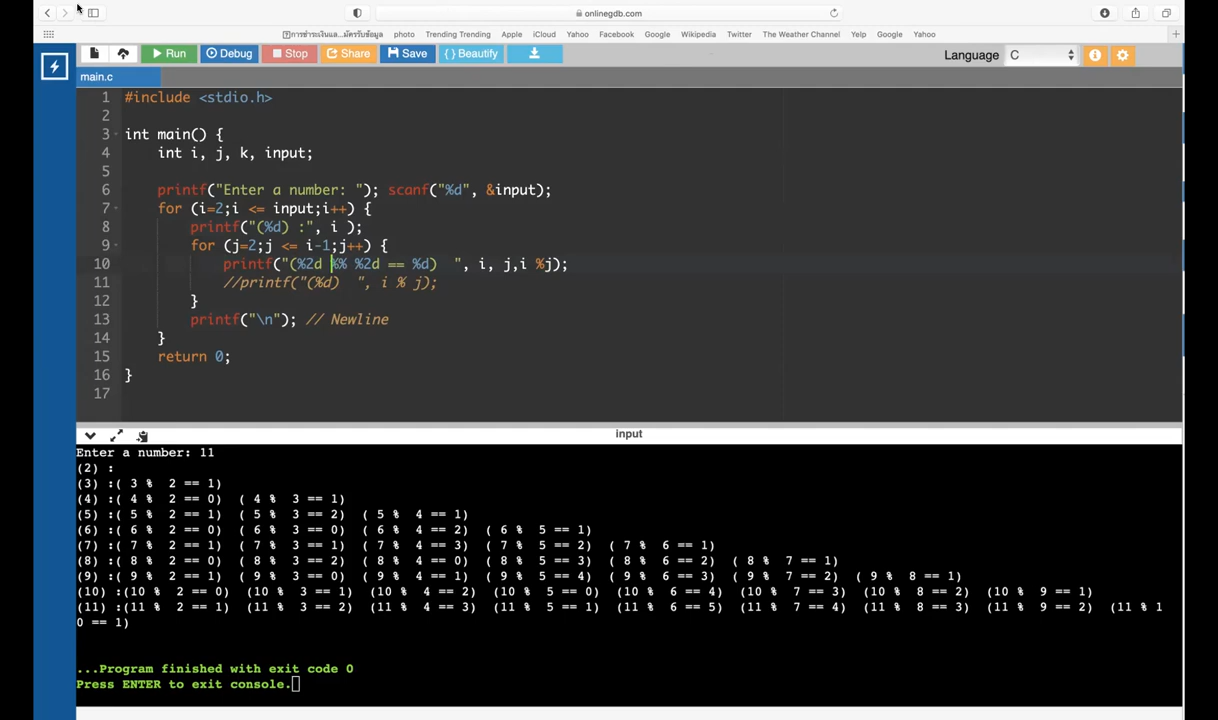 onlinegdb.com
Trending Trending Apple iCloud Yahoo Facebook Google Wikipedia Twitter The Weather Channel Yelp Google Yahoo
photo
Run Debug Stop Share Save { } Beautify Language C
main.c
1 #include <stdio.h>
2
3 int main() {
4 int i, j, k, input;
5
6 printf("Enter a number: "); scanf("%d", &input);
7 for (i=2;i <= input;i++) {
8 printf("(%d) :", i );
9 for (j=2;j <= i-1;j++) {
10 printf("(%2d %% %2d == %d)  ", i, j,i %j);
11 //printf("(%d)  ", i % j);
12 }
13 printf("\n"); // Newline
14 }
15 return 0;
16 }
17
input
Enter a number: 11
(2) :
(3) :( 3 %  2 == 1)
(4) :( 4 %  2 == 0)  ( 4 %  3 == 1)
(5) :( 5 %  2 == 1)  ( 5 %  3 == 2)  ( 5 %  4 == 1)
(6) :( 6 %  2 == 0)  ( 6 %  3 == 0)  ( 6 %  4 == 2)  ( 6 %  5 == 1)
(7) :( 7 %  2 == 1)  ( 7 %  3 == 1)  ( 7 %  4 == 3)  ( 7 %  5 == 2)  ( 7 %  6 == 1)
(8) :( 8 %  2 == 0)  ( 8 %  3 == 2)  ( 8 %  4 == 0)  ( 8 %  5 == 3)  ( 8 %  6 == 2)  ( 8 %  7 == 1)
(9) :( 9 %  2 == 1)  ( 9 %  3 == 0)  ( 9 %  4 == 1)  ( 9 %  5 == 4)  ( 9 %  6 == 3)  ( 9 %  7 == 2)  ( 9 %  8 == 1)
(10) :(10 %  2 == 0)  (10 %  3 == 1)  (10 %  4 == 2)  (10 %  5 == 0)  (10 %  6 == 4)  (10 %  7 == 3)  (10 %  8 == 2)  (10 %  9 == 1)
(11) :(11 %  2 == 1)  (11 %  3 == 2)  (11 %  4 == 3)  (11 %  5 == 1)  (11 %  6 == 5)  (11 %  7 == 4)  (11 %  8 == 3)  (11 %  9 == 2)  (11 % 1
0 == 1)
...Program finished with exit code 0
Press ENTER to exit console.